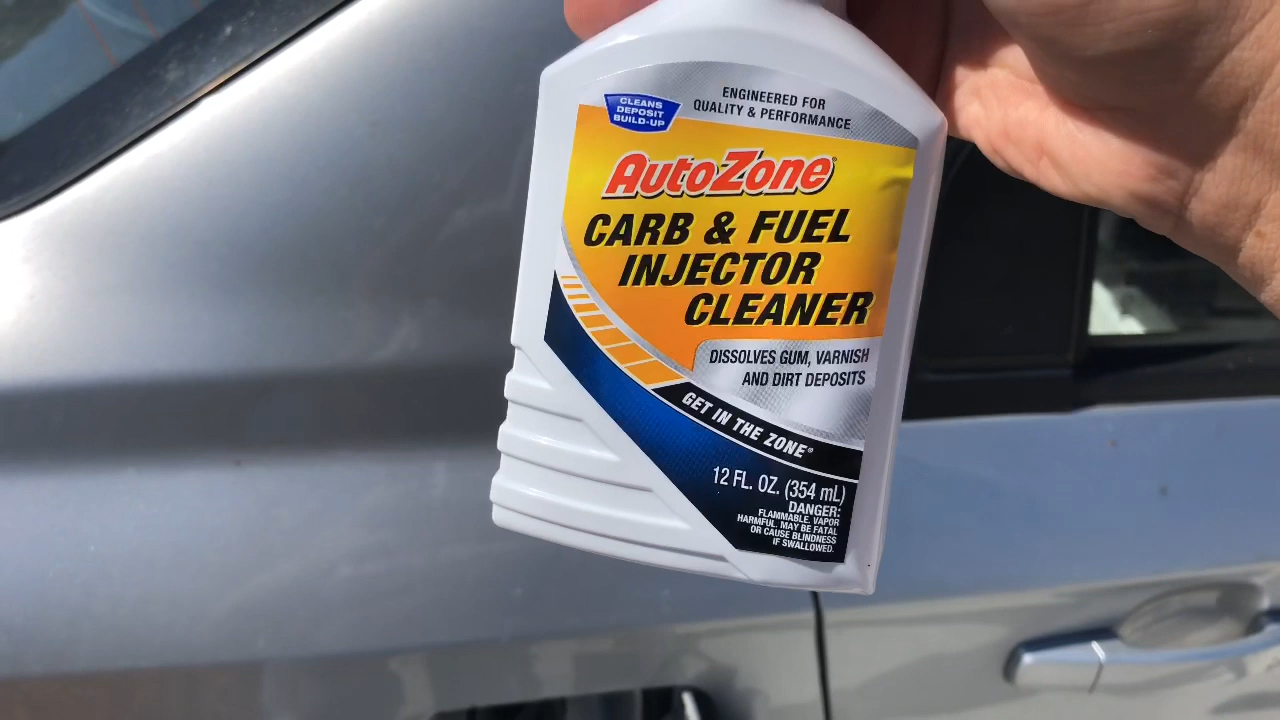 CLEANS
DEPOSIT
BUILD-UP
ENGINEERED FOR
QUALITY & PERFORMANCE
AutoZone®
CARB & FUEL
INJECTOR
CLEANER
DISSOLVES GUM, VARNISH
AND DIRT DEPOSITS
GET IN THE ZONE®
12 FL. OZ. (354 mL)
DANGER:
FLAMMABLE. VAPOR
HARMFUL. MAY BE FATAL
OR CAUSE BLINDNESS
IF SWALLOWED.